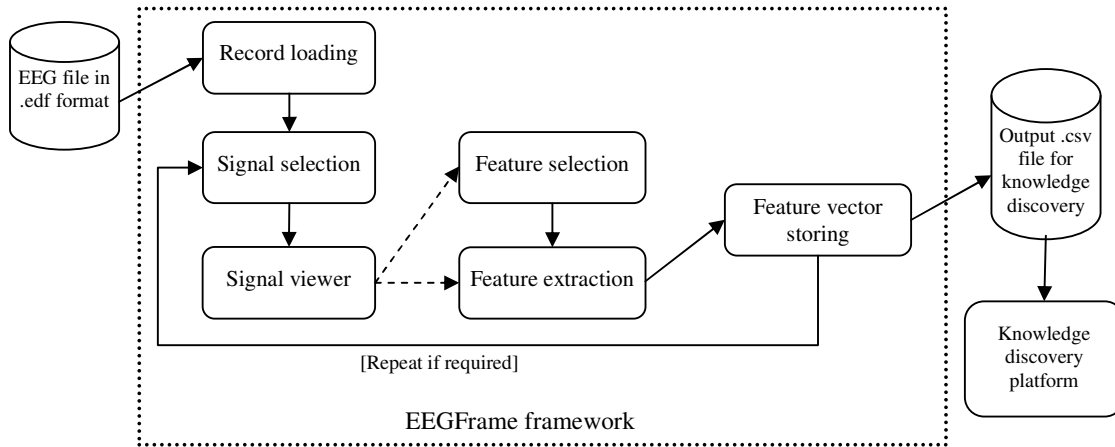 EEG file in
.edf format
Record loading
Signal selection
Signal viewer
Feature selection
Feature extraction
Feature vector
storing
Output .csv
file for
knowledge
discovery
Knowledge
discovery
platform
[Repeat if required]
EEGFrame framework